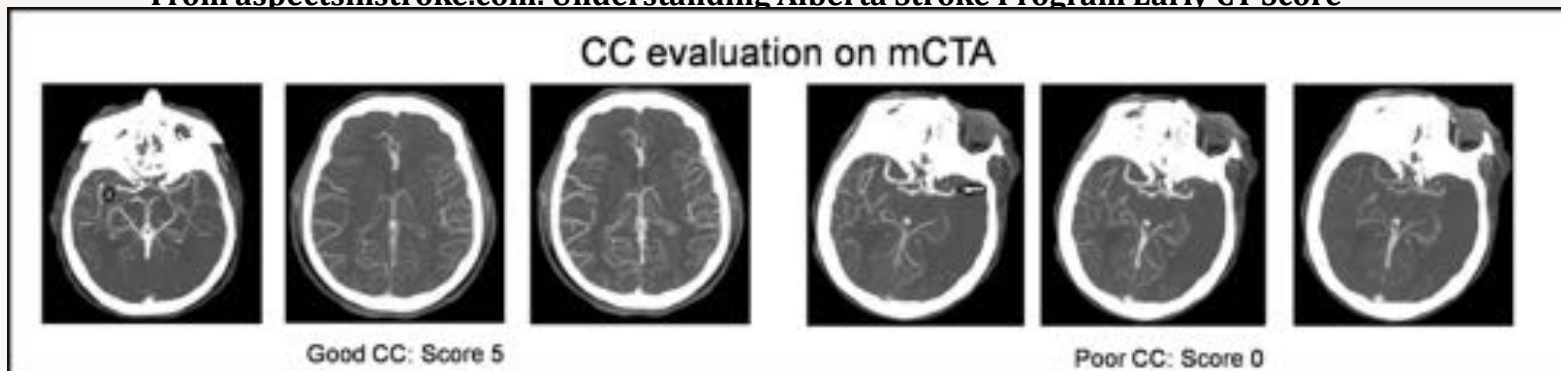 From aspectsinstroke.com: Understanding Alberta Stroke Program Early CT Score
CC evaluation on mCTA
Good CC: Score 5
Poor CC: Score 0